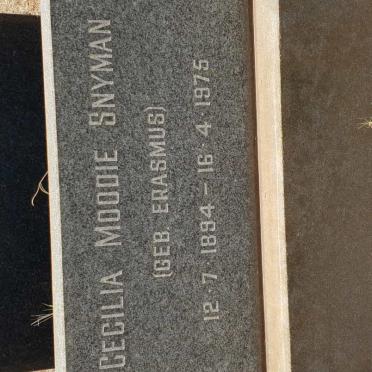 CECILIA MOODIE SNYMAN
(GEB. ERASMUS)
12·7·1894 – 16·4·1975